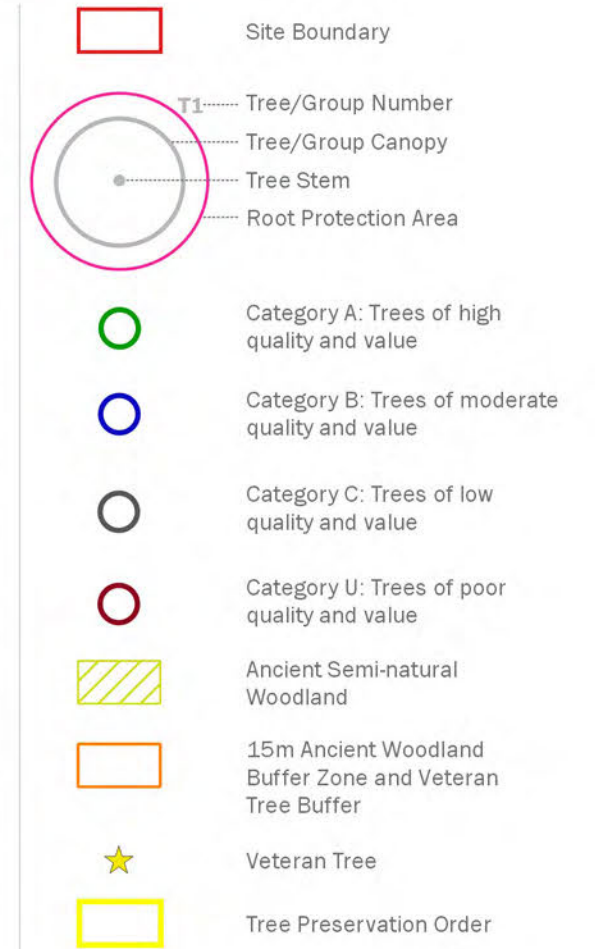 Site Boundary
T1
Tree/Group Number
Tree/Group Canopy
Tree Stem
Root Protection Area
Category A: Trees of high
quality and value
Category B: Trees of moderate
quality and value
Category C: Trees of low
quality and value
Category U: Trees of poor
quality and value
Ancient Semi-natural
Woodland
15m Ancient Woodland
Buffer Zone and Veteran
Tree Buffer
Veteran Tree
Tree Preservation Order